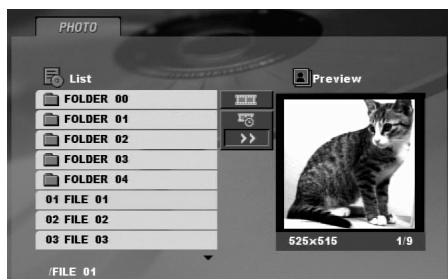 PHOTO
List
Preview
FOLDER 00
FOLDER 01
FOLDER 02
FOLDER 03
FOLDER 04
01 FILE 01
02 FILE 02
03 FILE 03
>>
525x515 1/9
/FILE 01